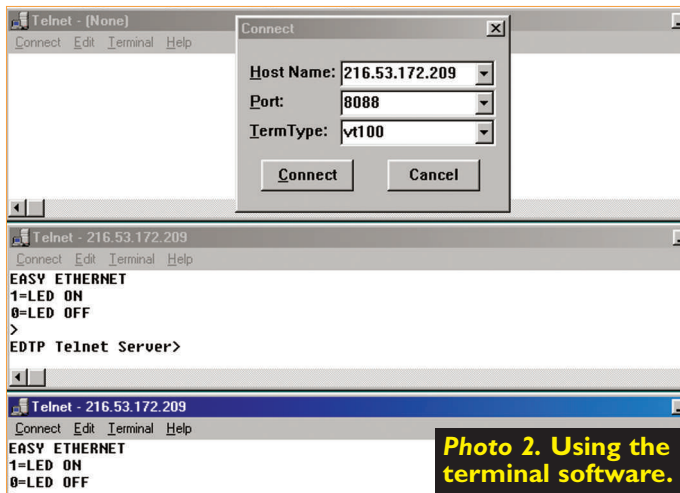 Telnet - (None)
Connect Edit Terminal Help
Connect
Host Name: 216.53.172.209
Port: 8088
TermType: vt100
Connect Cancel
Telnet - 216.53.172.209
Connect Edit Terminal Help
EASY ETHERNET
1=LED ON
0=LED OFF
>
EDTP Telnet Server>
Telnet - 216.53.172.209
Connect Edit Terminal Help
EASY ETHERNET
1=LED ON
0=LED OFF
Photo 2. Using the
terminal software.